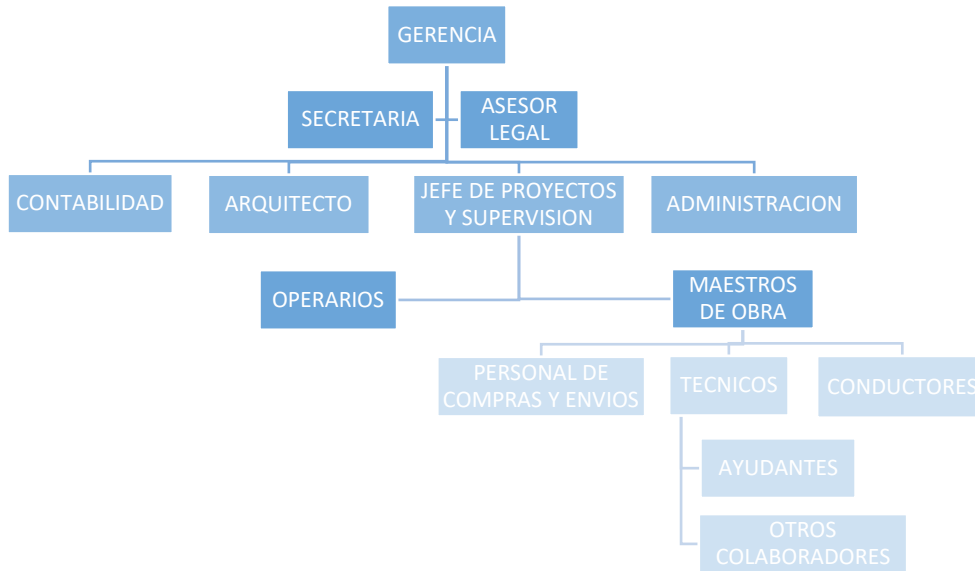 GERENCIA
SECRETARIA
ASESOR
LEGAL
CONTABILIDAD
ARQUITECTO
JEFE DE PROYECTOS
Y SUPERVISION
ADMINISTRACION
OPERARIOS
MAESTROS
DE OBRA
PERSONAL DE
COMPRAS Y ENVIOS
TECNICOS
CONDUCTORES
AYUDANTES
OTROS
COLABORADORES